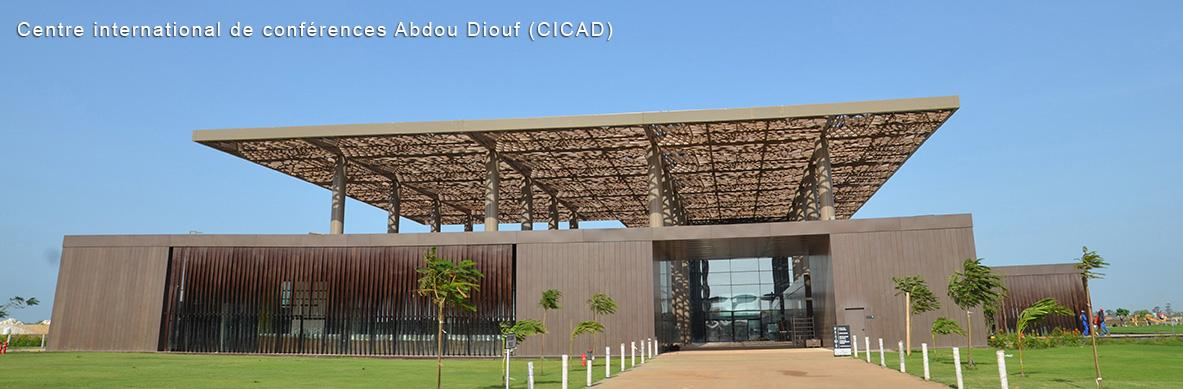 Centre international de conférences Abdou Diouf (CICAD)